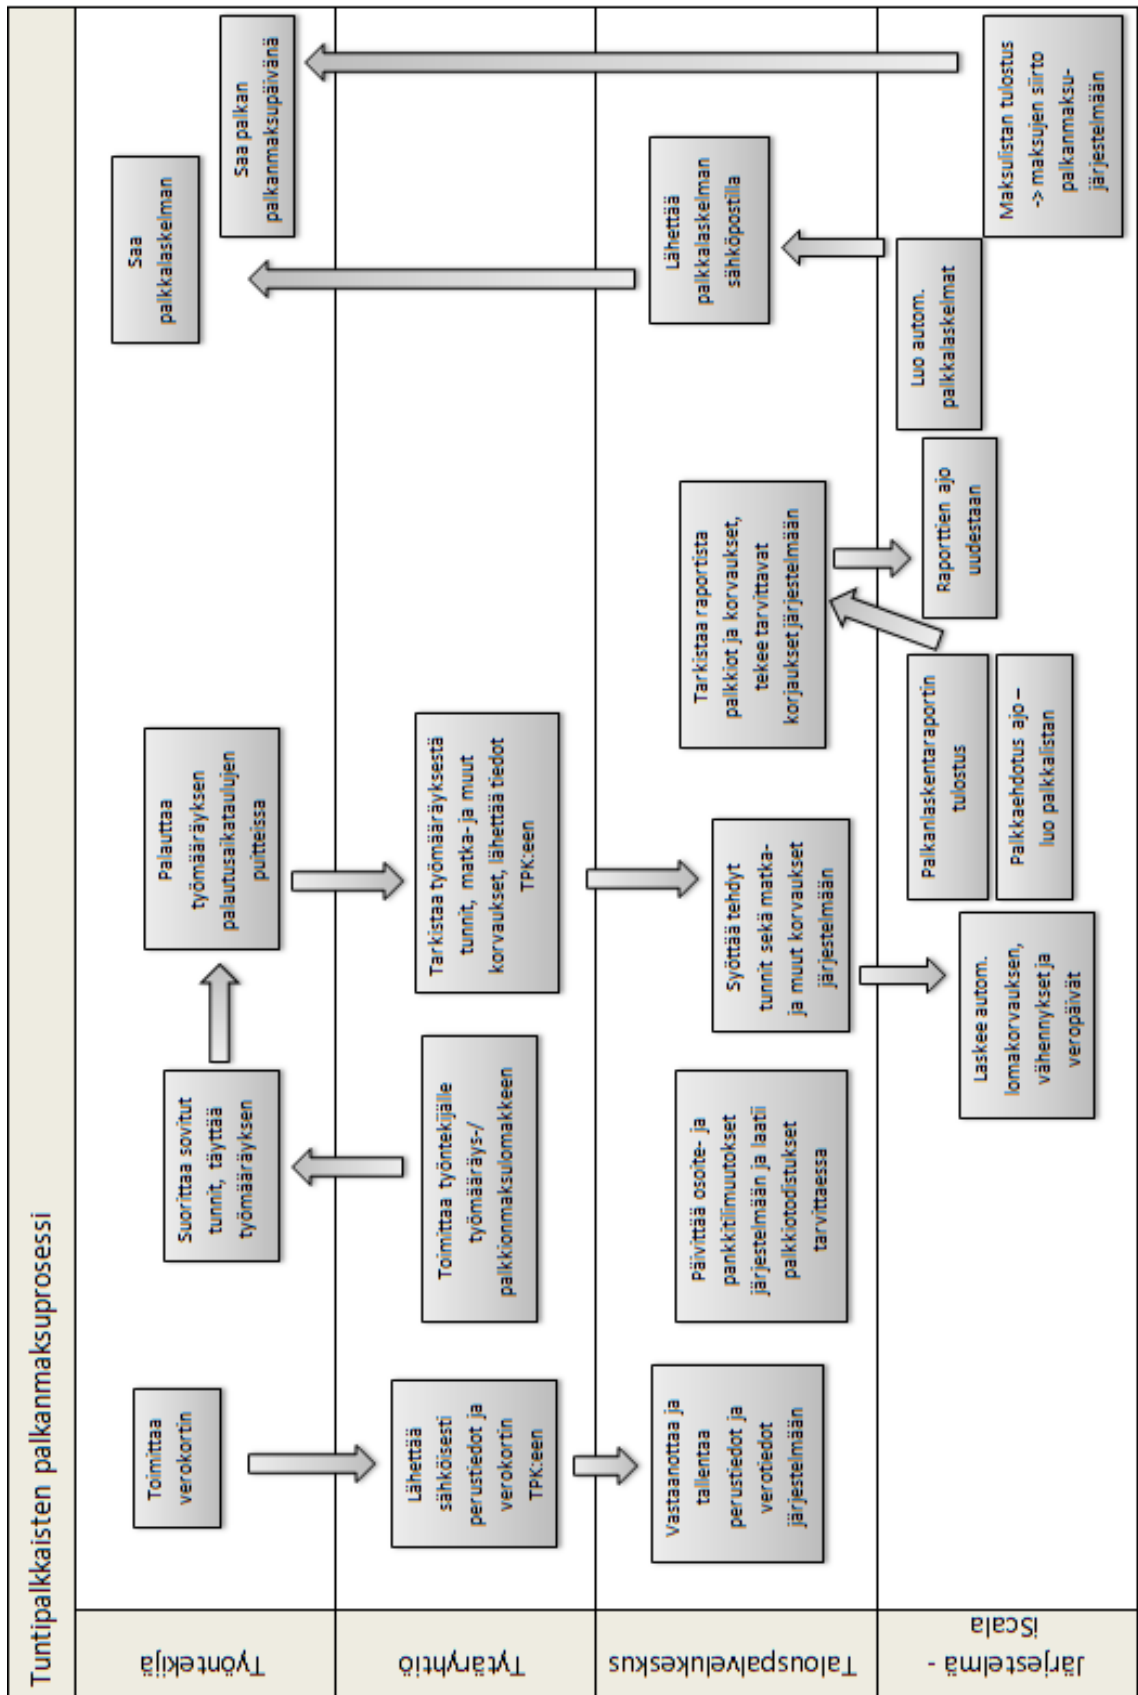 Tuntipalkkaisten palkanmaksuprosessi
Työntekijä
Toimittaa
verokortin
Suorittaa sovitut
tunnit, täyttää
työmääräyksen
Palauttaa
työmääräyksen
palautusaikataulujen
puitteissa
Saa
palkkalaskelman
Saa palkan
palkanmaksupäivänä
Tytäryhtiö
Lähettää
sähköisesti
perustiedot ja
verokortin
TPK:een
Toimittaa työntekijälle
työmääräys-/
palkkionmaksulomakkeen
Tarkistaa työmääräyksestä
tunnit, matka- ja muut
korvaukset, lähettää tiedot
TPK:een
Talouspalvelukeskus
Vastaanottaa ja
tallentaa
perustiedot ja
verotiedot
järjestelmään
Päivittää osoite- ja
pankkitilimuutokset
järjestelmään ja laatii
palkkiotodistukset
tarvittaessa
Syöttää tehdyt
tunnit sekä matka-
ja muut korvaukset
järjestelmään
Tarkistaa raportista
palkkiot ja korvaukset,
tekee tarvittavat
korjaukset järjestelmään
Lähettää
palkkalaskelman
sähköpostilla
Järjestelmä -
iScala
Laskee autom.
lomakorvauksen,
vähennykset ja
veropäivät
Palkanlaskentaraportin
tulostus
Palkkaehdotus ajo –
luo palkkalistan
Raporttien ajo
uudestaan
Luo autom.
palkkalaskelmat
Maksulistan tulostus
-> maksujen siirto
palkanmaksu-
järjestelmään